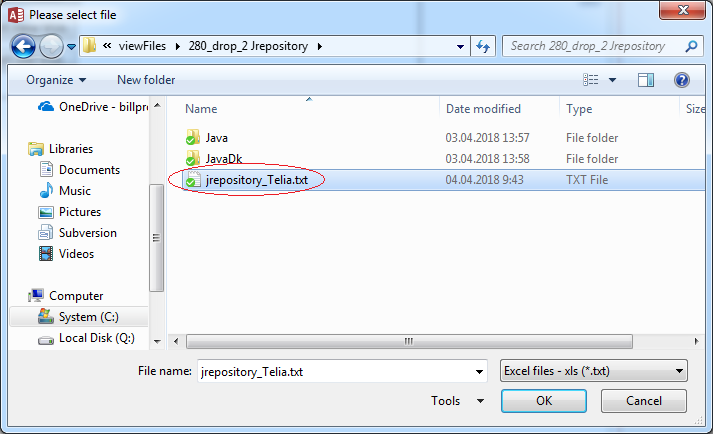 Please select file
viewFiles 280_drop_2 Jrepository
Search 280_drop_2 Jrepository
Organize New folder
OneDrive - billpro
Libraries
Documents
Music
Pictures
Subversion
Videos
Computer
System (C:)
Local Disk (Q:)
Name Date modified Type Size
Java 03.04.2018 13:57 File folder
JavaDk 03.04.2018 13:58 File folder
jrepository_Telia.txt 04.04.2018 9:43 TXT File
File name: jrepository_Telia.txt Excel files - xls (*.txt)
Tools OK Cancel